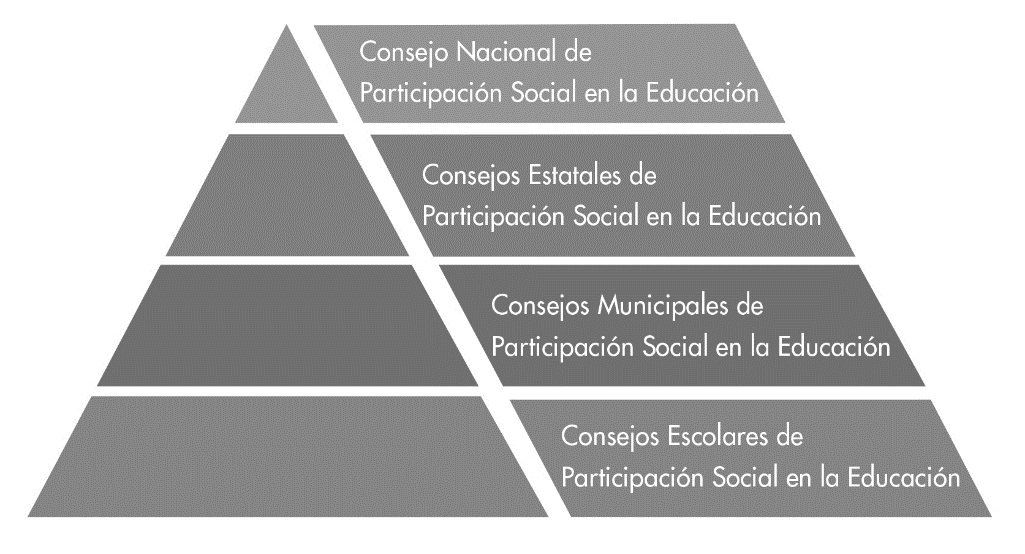 Consejo Nacional de
Participación Social en la Educación
Consejos Estatales de
Participación Social en la Educación
Consejos Municipales de
Participación Social en la Educación
Consejos Escolares de
Participación Social en la Educación